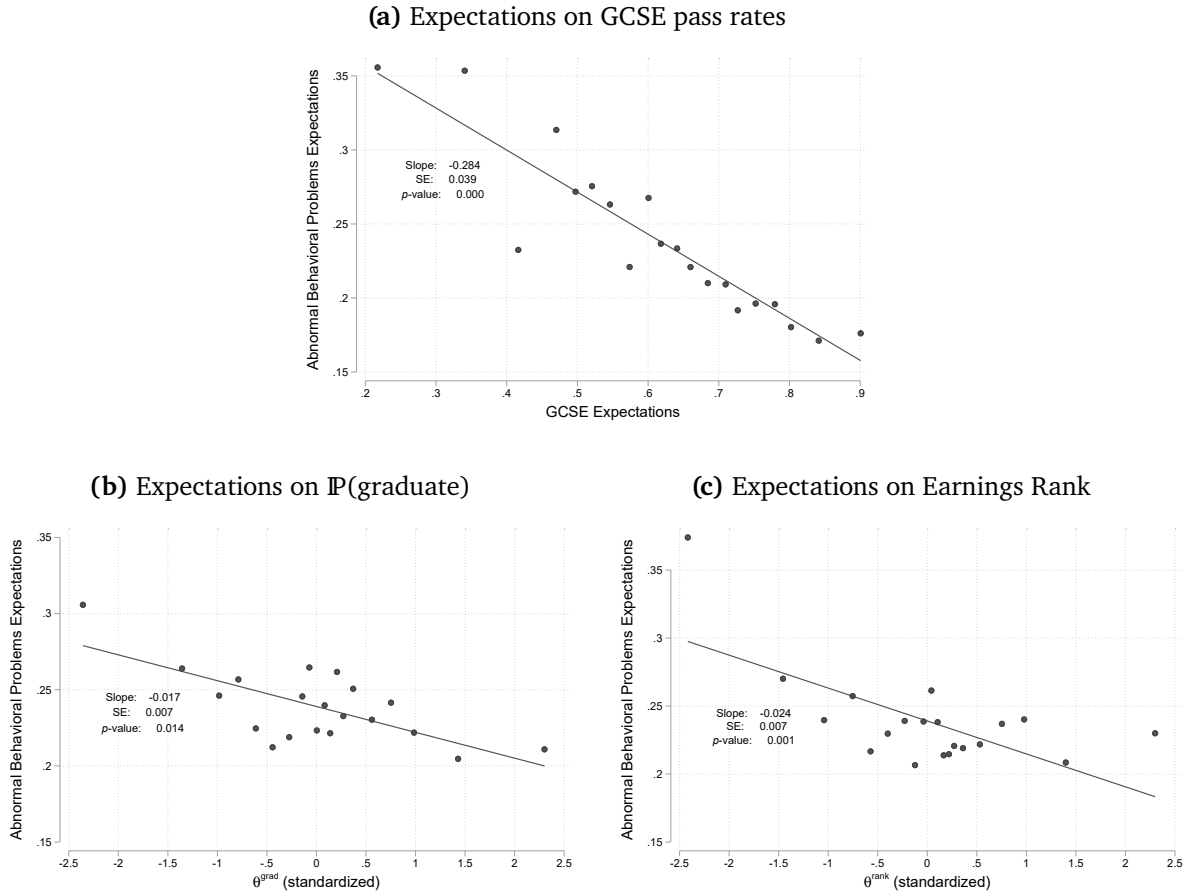 (a) Expectations on GCSE pass rates
Abnormal Behavioral Problems Expectations
.35
.3
.25
.2
.15
Slope: -0.284
SE: 0.039
p-value: 0.000
.2 .3 .4 .5 .6 .7 .8 .9
GCSE Expectations
(b) Expectations on ℙ(graduate)
Abnormal Behavioral Problems Expectations
.35
.3
.25
.2
.15
Slope: -0.017
SE: 0.007
p-value: 0.014
-2.5 -2 -1.5 -1 -.5 0 .5 1 1.5 2 2.5
θ^grad (standardized)
(c) Expectations on Earnings Rank
Abnormal Behavioral Problems Expectations
.35
.3
.25
.2
.15
Slope: -0.024
SE: 0.007
p-value: 0.001
-2.5 -2 -1.5 -1 -.5 0 .5 1 1.5 2 2.5
θ^rank (standardized)